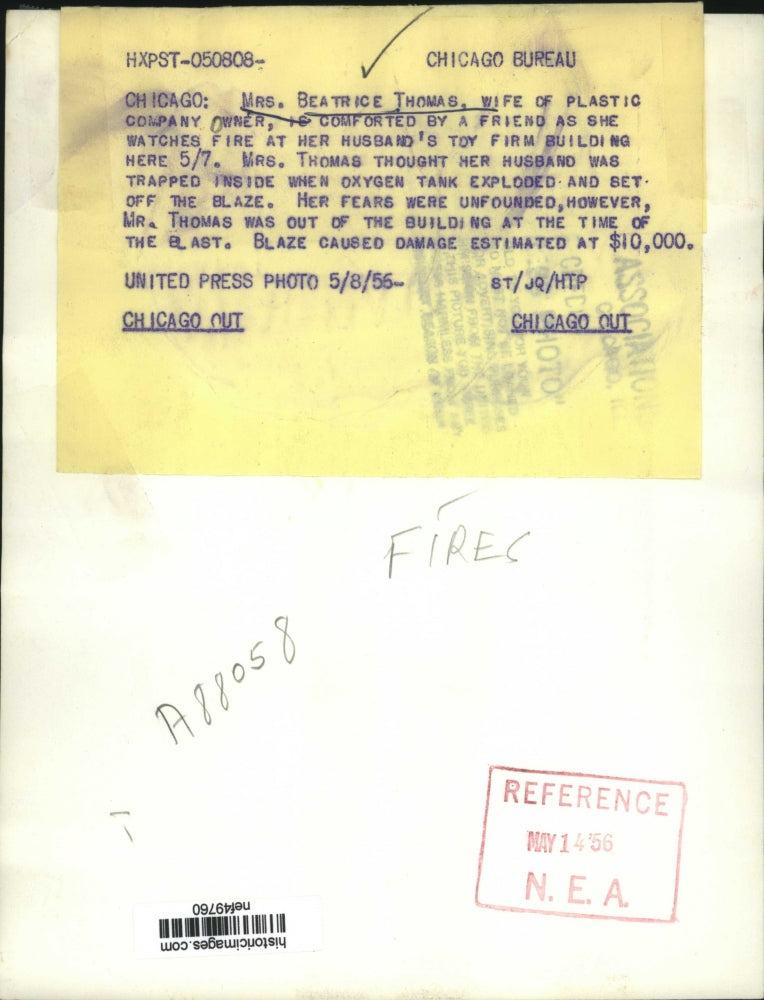 HXPST-050808- CHICAGO BUREAU
CHICAGO: MRS. BEATRICE THOMAS, WIFE OF PLASTIC
COMPANY OWNER, IS COMFORTED BY A FRIEND AS SHE
WATCHES FIRE AT HER HUSBAND'S TOY FIRM BUILDING
HERE 5/7. MRS. THOMAS THOUGHT HER HUSBAND WAS
TRAPPED INSIDE WHEN OXYGEN TANK EXPLODED AND SET
OFF THE BLAZE. HER FEARS WERE UNFOUNDED, HOWEVER,
MR. THOMAS WAS OUT OF THE BUILDING AT THE TIME OF
THE BLAST. BLAZE CAUSED DAMAGE ESTIMATED AT $10,000.
UNITED PRESS PHOTO 5/8/56- ST/JQ/HTP
CHICAGO OUT CHICAGO OUT
FIRES
A88058
REFERENCE
MAY 14 '56
N. E. A.
historicimages.com
nef49760